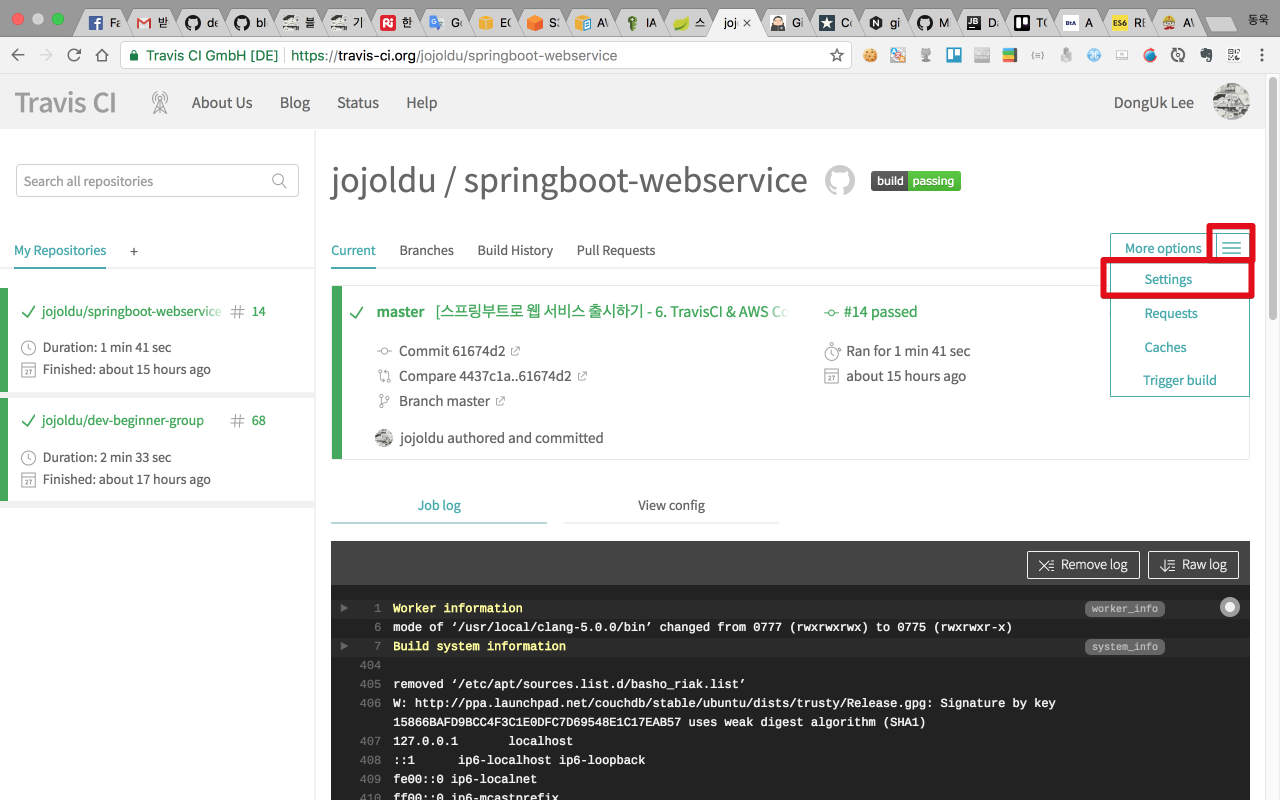 Fa
받
de
bl
블
기
한
Go
EC
S
AV
IA
스
jojo
Gi
Co
gi
M
Da
TO
A
RE
AV
동욱
Travis CI GmbH [DE] https://travis-ci.org/jojoldu/springboot-webservice
Travis CI
About Us
Blog
Status
Help
DongUk Lee
Search all repositories
jojoldu / springboot-webservice
build passing
My Repositories +
Current
Branches
Build History
Pull Requests
More options
Settings
Requests
Caches
Trigger build
jojoldu/springboot-webservice # 14
Duration: 1 min 41 sec
Finished: about 15 hours ago
jojoldu/dev-beginner-group # 68
Duration: 2 min 33 sec
Finished: about 17 hours ago
master [스프링부트로 웹 서비스 출시하기 - 6. TravisCI & AWS Co
#14 passed
Commit 61674d2
Ran for 1 min 41 sec
Compare 4437c1a..61674d2
about 15 hours ago
Branch master
jojoldu authored and committed
Job log
View config
Remove log
Raw log
1 Worker information worker_info
6 mode of ‘/usr/local/clang-5.0.0/bin’ changed from 0777 (rwxrwxrwx) to 0775 (rwxrwxr-x)
7 Build system information system_info
404
405 removed ‘/etc/apt/sources.list.d/basho_riak.list’
406 W: http://ppa.launchpad.net/couchdb/stable/ubuntu/dists/trusty/Release.gpg: Signature by key
15866BAFD9BCC4F3C1E0DFC7D69548E1C17EAB57 uses weak digest algorithm (SHA1)
407 127.0.0.1 localhost
408 ::1 ip6-localhost ip6-loopback
409 fe00::0 ip6-localnet
410 ff00::0 ip6-mcastprefix